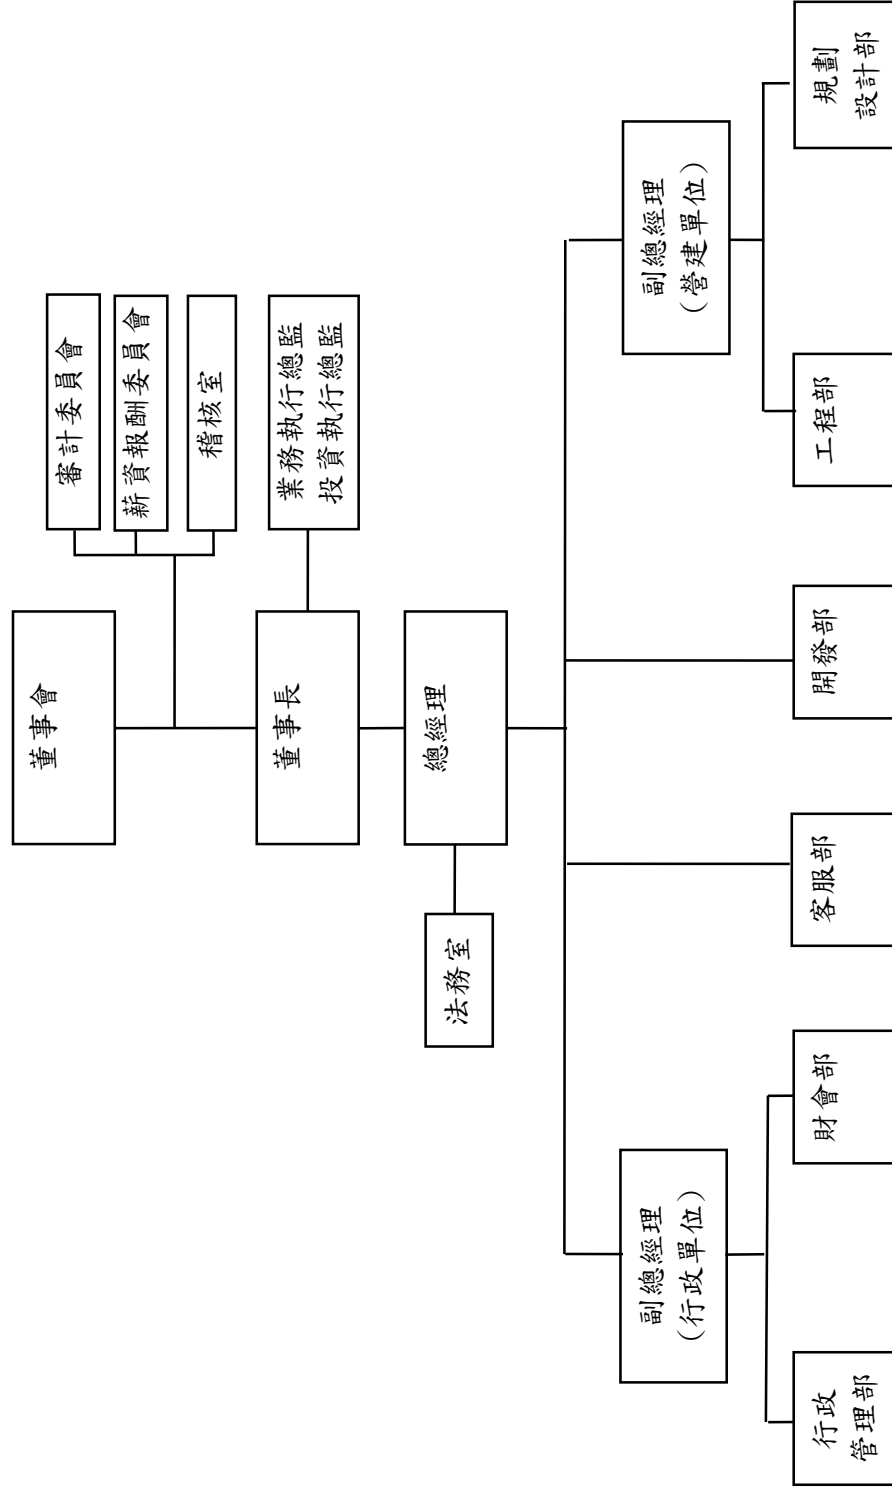 董事會
審計委員會
薪資報酬委員會
稽核室
董事長
業務執行總監
投資執行總監
總經理
法務室
副總經理
(行政單位)
副總經理
(營建單位)
行政
管理部
財會部
客服部
開發部
工程部
規劃
設計部